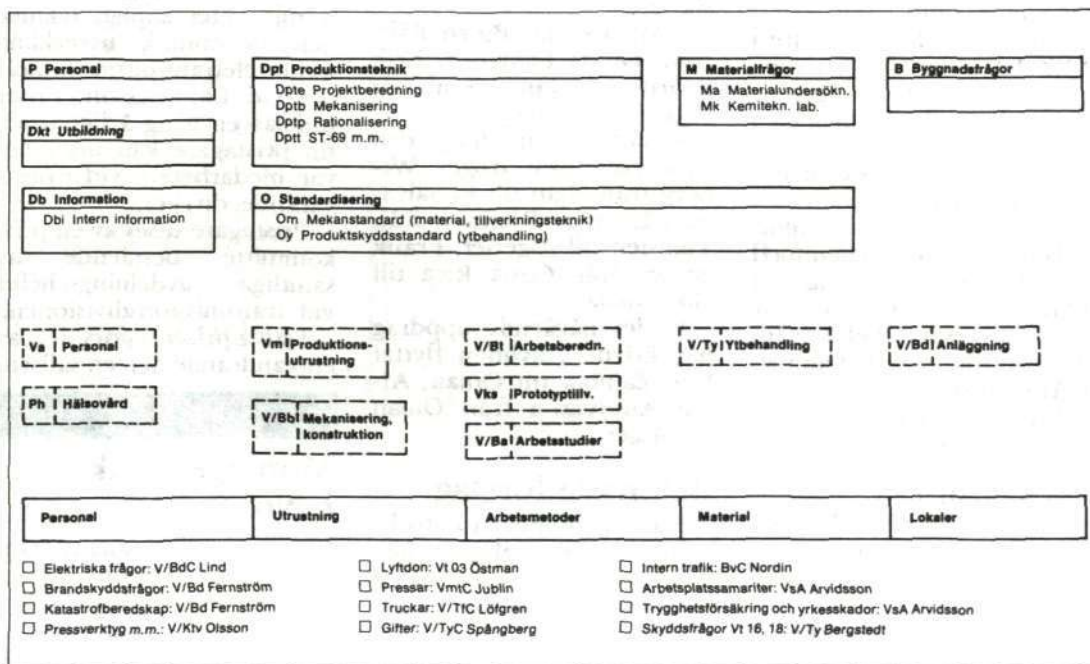 P Personal
Dkt Utbildning
Db Information
Dbi Intern information
Dpt Produktionsteknik
Dpte Projektberedning
Dptb Mekanisering
Dptp Rationalisering
Dptt ST-69 m.m.
O Standardisering
Om Mekanstandard (material, tillverkningsteknik)
Oy Produktskyddsstandard (ytbehandling)
M Materialfrågor
Ma Materialundersökn.
Mk Kemitekn. lab.
B Byggnadsfrågor
Va Personal
Ph Hälsovård
Vm Produktions-
utrustning
V/Bb Mekanisering,
konstruktion
V/Bt Arbetsberedn.
Vks Prototyptillv.
V/Ba Arbetsstudier
V/Ty Ytbehandling
V/Bd Anläggning
Personal
Utrustning
Arbetsmetoder
Material
Lokaler
Elektriska frågor: V/BdC Lind
Brandskyddsfrågor: V/Bd Fernström
Katastrofberedskap: V/Bd Fernström
Pressverktyg m.m.: V/Ktv Olsson
Lyftdon: Vt 03 Östman
Pressar: VmtC Jublin
Truckar: V/TfC Löfgren
Gifter: V/TyC Spångberg
Intern trafik: BvC Nordin
Arbetsplatssamariter: VsA Arvidsson
Trygghetsförsäkring och yrkesskador: VsA Arvidsson
Skyddsfrågor Vt 16, 18: V/Ty Bergstedt